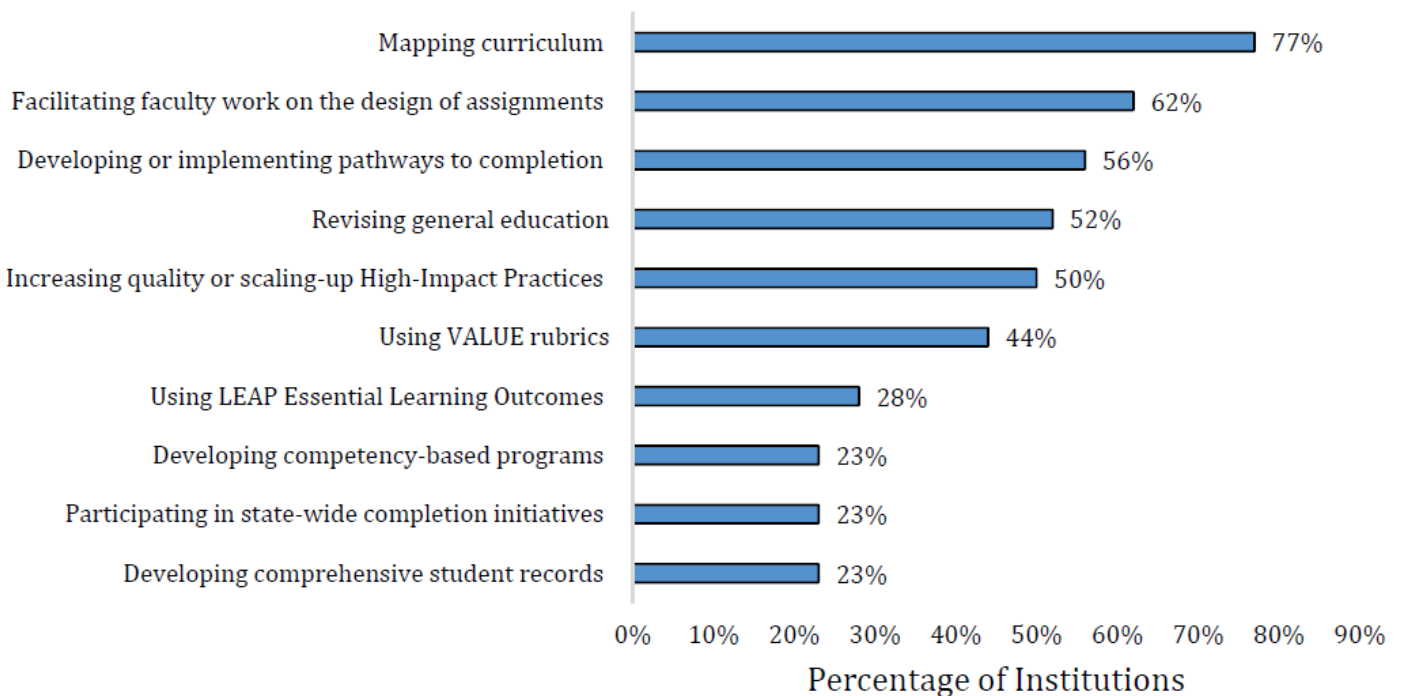 Mapping curriculum 77%
Facilitating faculty work on the design of assignments 62%
Developing or implementing pathways to completion 56%
Revising general education 52%
Increasing quality or scaling-up High-Impact Practices 50%
Using VALUE rubrics 44%
Using LEAP Essential Learning Outcomes 28%
Developing competency-based programs 23%
Participating in state-wide completion initiatives 23%
Developing comprehensive student records 23%
0% 10% 20% 30% 40% 50% 60% 70% 80% 90%
Percentage of Institutions